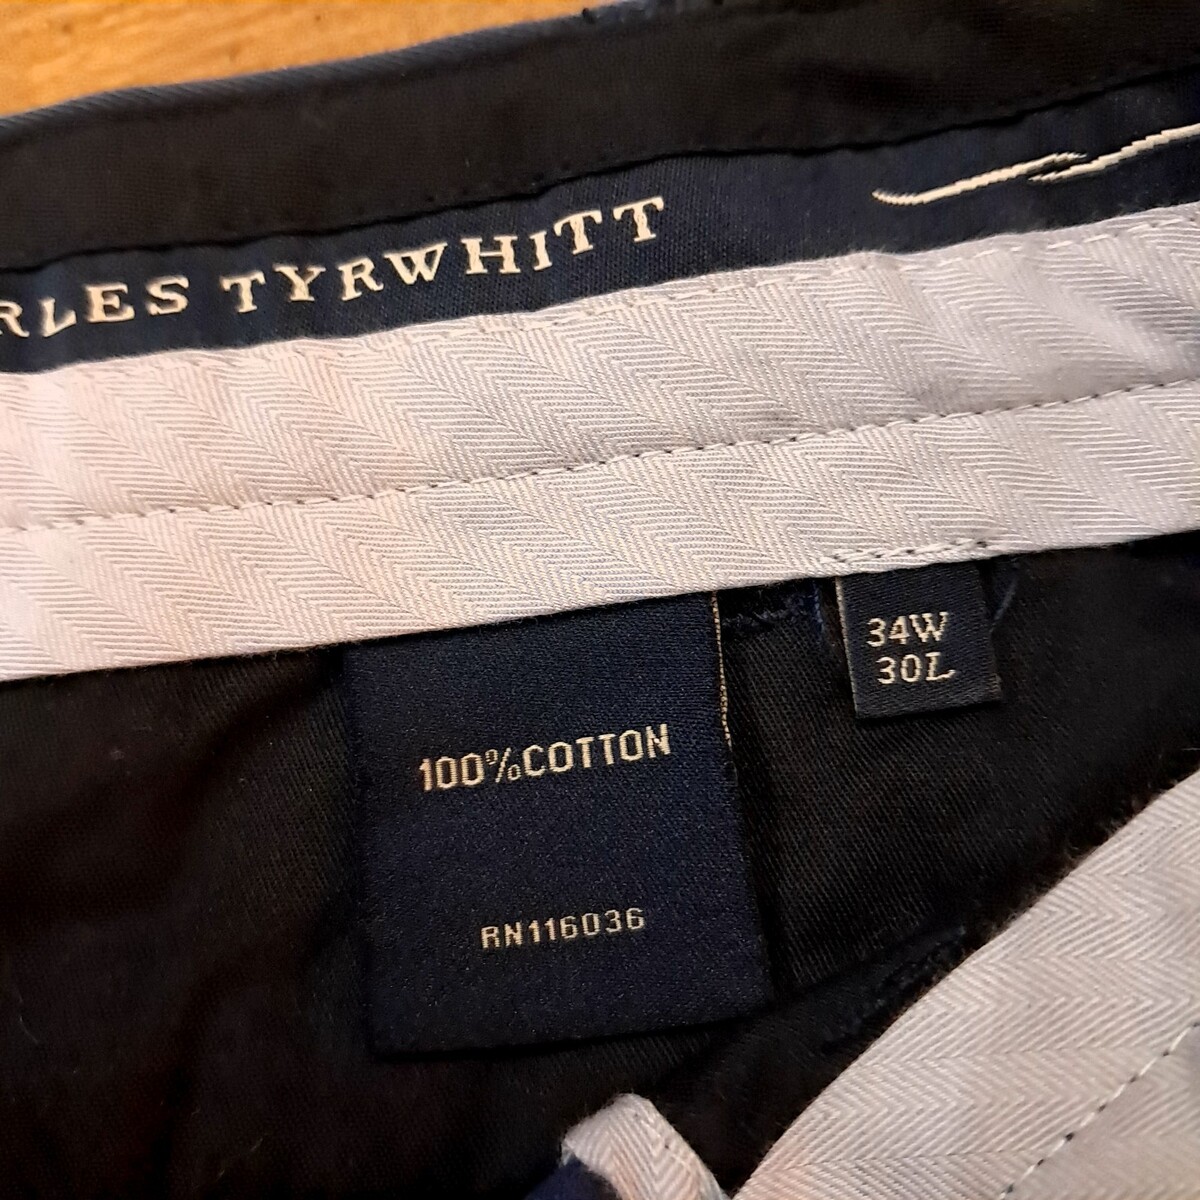 RLES TYRWHITT
34W
30L
100%COTTON
RN116036